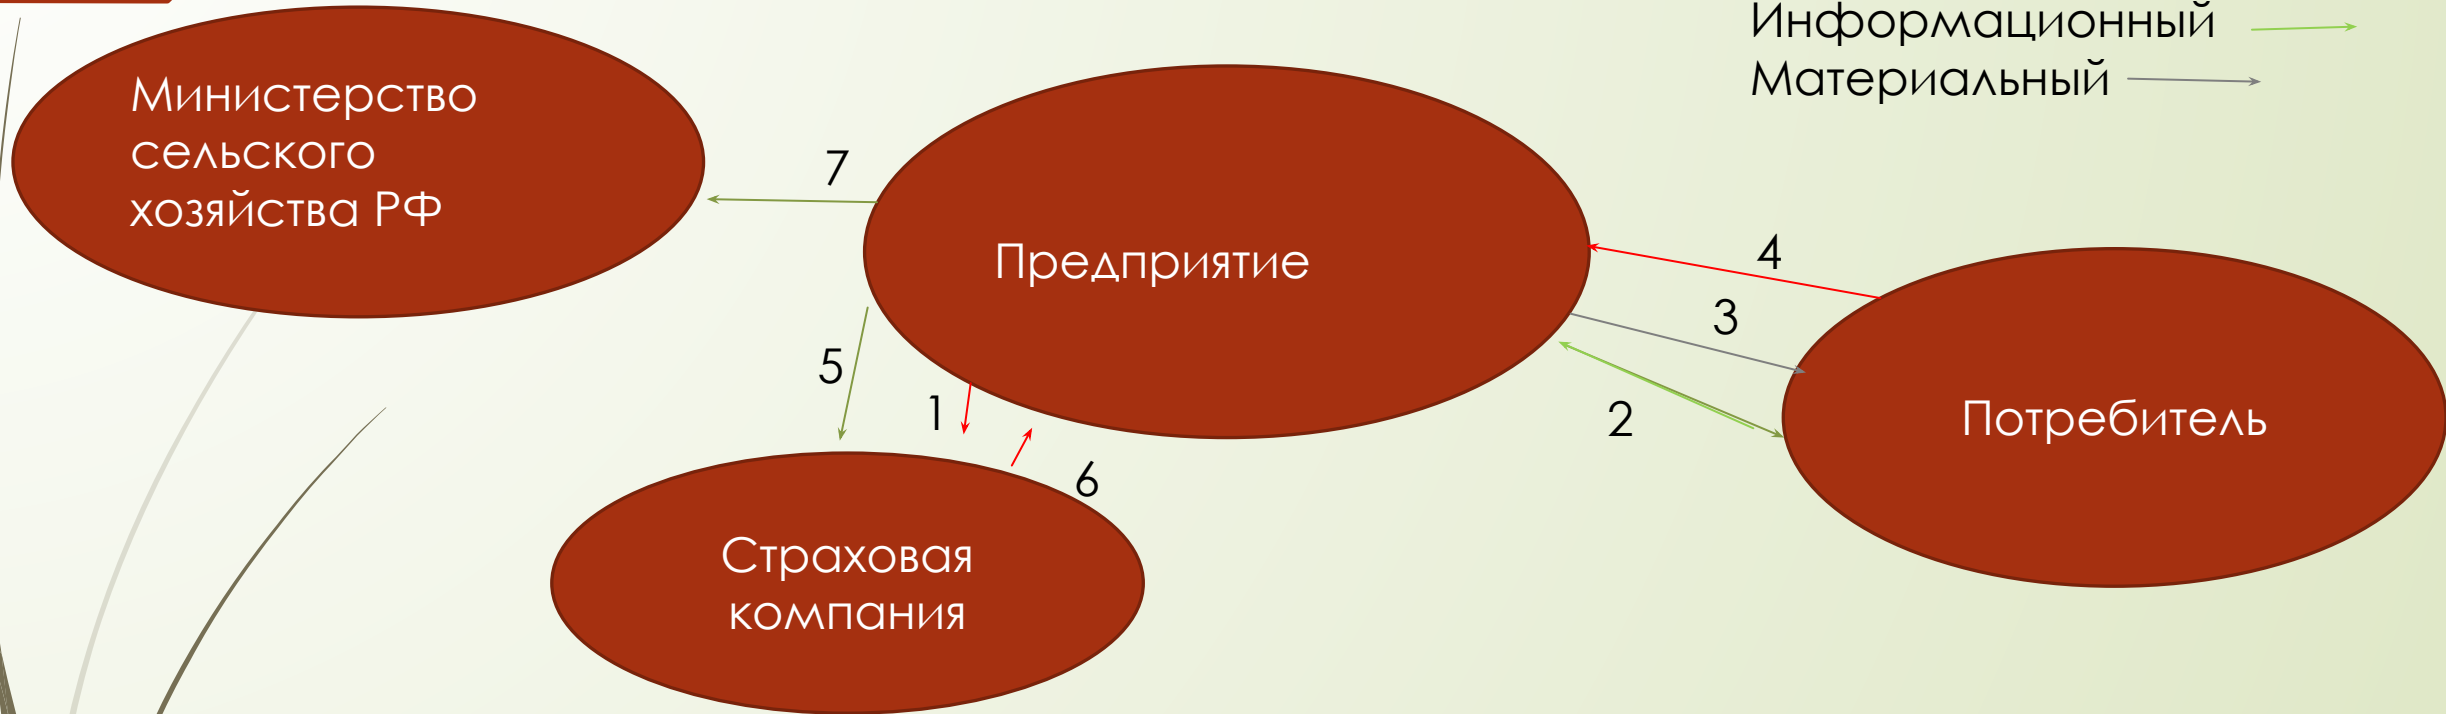 Информационный
Материальный
Министерство
сельского
хозяйства РФ
7
Предприятие
4
3
5
1
2
Потребитель
6
Страховая
компания